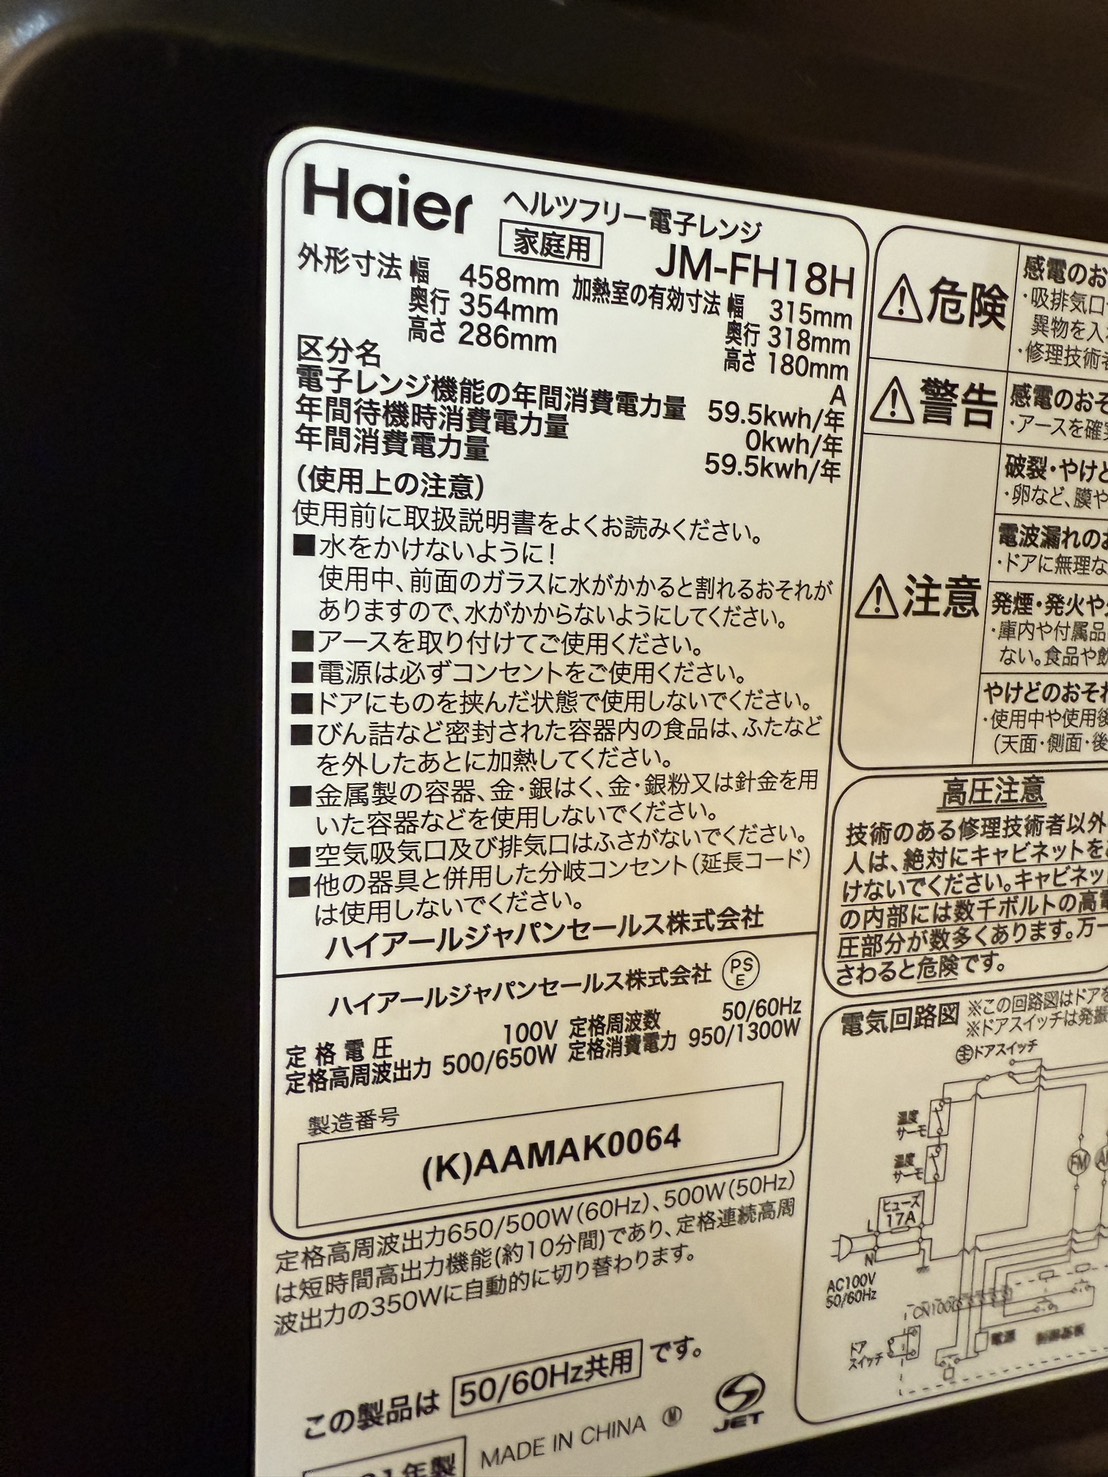 Haier
ヘルツフリー電子レンジ
家庭用 JM-FH18H
外形寸法 幅 458mm
奥行 354mm
高さ 286mm
加熱室の有効寸法 幅 315mm
奥行 318mm
高さ 180mm
区分名 A
電子レンジ機能の年間消費電力量 59.5kwh/年
年間待機時消費電力量 0kwh/年
年間消費電力量 59.5kwh/年
(使用上の注意)
使用前に取扱説明書をよくお読みください。
■水をかけないように!
使用中、前面のガラスに水がかかると割れるおそれが
ありますので、水がかからないようにしてください。
■アースを取り付けてご使用ください。
■電源は必ずコンセントをご使用ください。
■ドアにものを挟んだ状態で使用しないでください。
■びん詰など密封された容器内の食品は、ふたなど
を外したあとに加熱してください。
■金属製の容器、金・銀はく、金・銀粉又は針金を用
いた容器などを使用しないでください。
■空気吸気口及び排気口はふさがないでください。
■他の器具と併用した分岐コンセント(延長コード)
は使用しないでください。
ハイアールジャパンセールス株式会社
ハイアールジャパンセールス株式会社 PSE
定格電圧 100V 定格周波数 50/60Hz
定格高周波出力 500/650W 定格消費電力 950/1300W
製造番号
(K)AAMAK0064
定格高周波出力650/500W(60Hz)、500W(50Hz)
は短時間高出力機能(約10分間)であり、定格連続高周
波出力の350Wに自動的に切り替わります。
この製品は 50/60Hz共用 です。
1年製 MADE IN CHINA Ⓜ JET
危険
感電のお
・吸排気口
異物を入
・修理技術者
警告
感電のおそ
・アースを確実
注意
破裂・やけど
・卵など、膜や
電波漏れのお
・ドアに無理な
発煙・発火や
・庫内や付属品
ない。食品や飲
やけどのおそれ
・使用中や使用後
(天面・側面・後
高圧注意
技術のある修理技術者以外
人は、絶対にキャビネットを
けないでください。キャビネッ
の内部には数千ボルトの高電
圧部分が数多くあります。万一
さわると危険です。
電気回路図
※この回路図はドアを
※ドアスイッチは発振
主ドアスイッチ
温度
サーモ
温度
サーモ
FM
ヒューズ
17A
L
N
AC100V
50/60Hz
ドア
スイッチ
電源